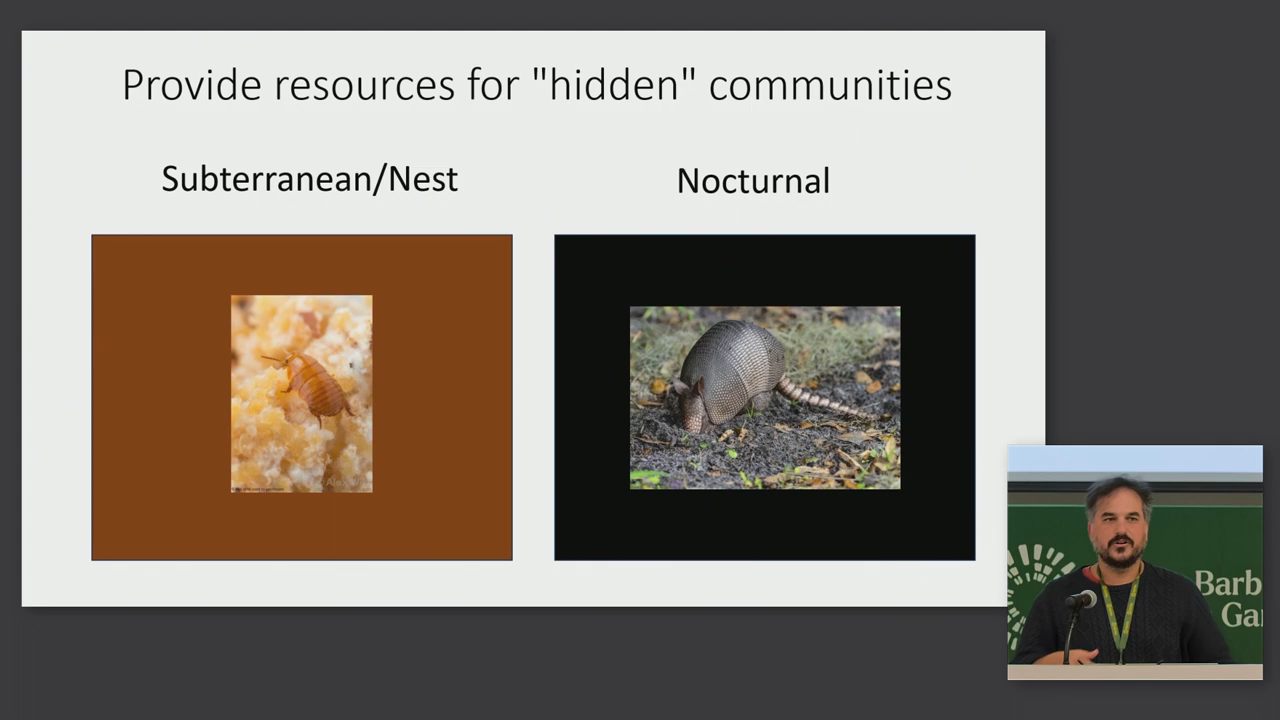 Provide resources for "hidden" communities
Subterranean/Nest
Nocturnal
Barb
Ga